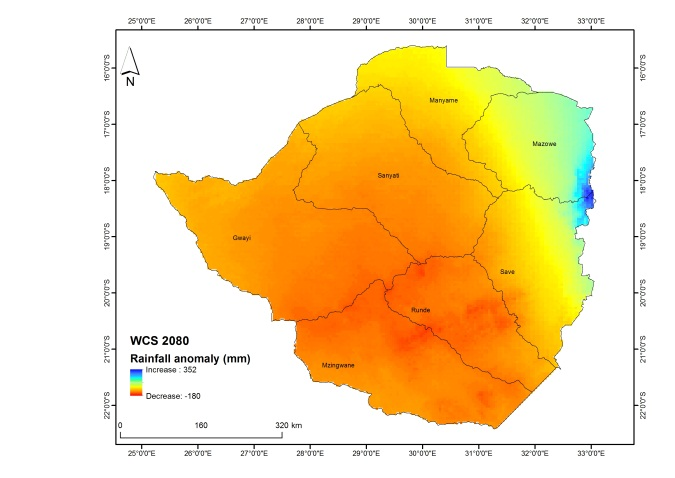 25°0'0"E 26°0'0"E 27°0'0"E 28°0'0"E 29°0'0"E 30°0'0"E 31°0'0"E 32°0'0"E 33°0'0"E
16°0'0"S 16°0'0"S
17°0'0"S 17°0'0"S
18°0'0"S 18°0'0"S
19°0'0"S 19°0'0"S
20°0'0"S 20°0'0"S
21°0'0"S 21°0'0"S
22°0'0"S 22°0'0"S
N
Manyame
Mazowe
Sanyati
Gwayi
Save
Runde
Mzingwane
WCS 2080
Rainfall anomaly (mm)
Increase : 352
Decrease: -180
0 160 320 km
25°0'0"E 26°0'0"E 27°0'0"E 28°0'0"E 29°0'0"E 30°0'0"E 31°0'0"E 32°0'0"E 33°0'0"E